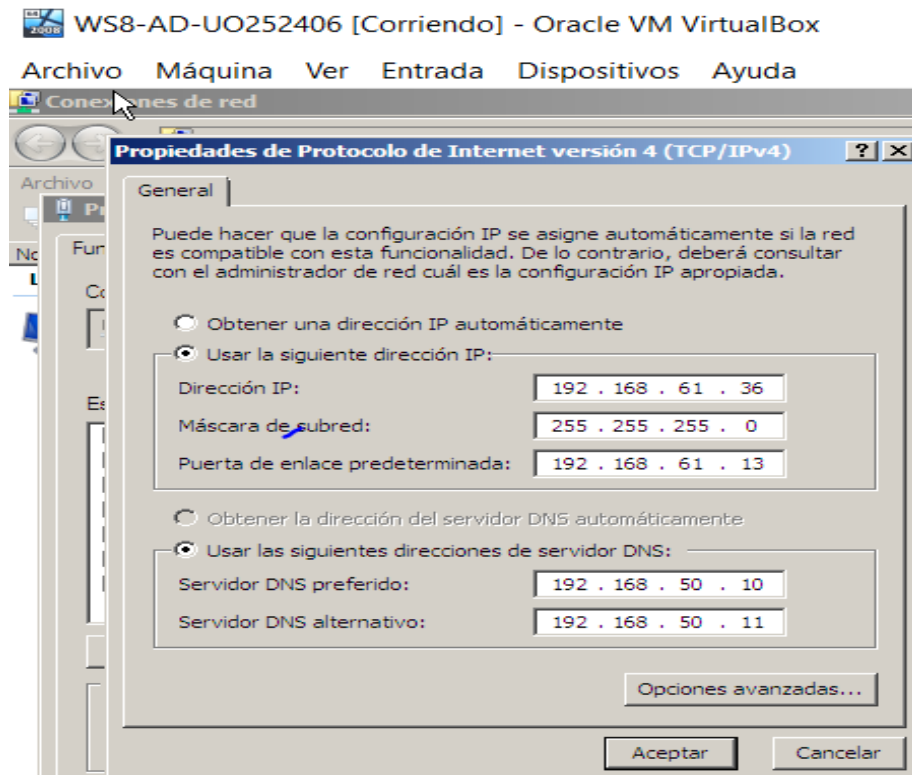 WS8-AD-UO252406 [Corriendo] - Oracle VM VirtualBox
Archivo Máquina Ver Entrada Dispositivos Ayuda
Conexiones de red
Propiedades de Protocolo de Internet versión 4 (TCP/IPv4)
Archivo
General
Puede hacer que la configuración IP se asigne automáticamente si la red
es compatible con esta funcionalidad. De lo contrario, deberá consultar
con el administrador de red cuál es la configuración IP apropiada.
Obtener una dirección IP automáticamente
Usar la siguiente dirección IP:
Dirección IP: 192 . 168 . 61 . 36
Máscara de subred: 255 . 255 . 255 . 0
Puerta de enlace predeterminada: 192 . 168 . 61 . 13
Obtener la dirección del servidor DNS automáticamente
Usar las siguientes direcciones de servidor DNS:
Servidor DNS preferido: 192 . 168 . 50 . 10
Servidor DNS alternativo: 192 . 168 . 50 . 11
Opciones avanzadas...
Aceptar Cancelar